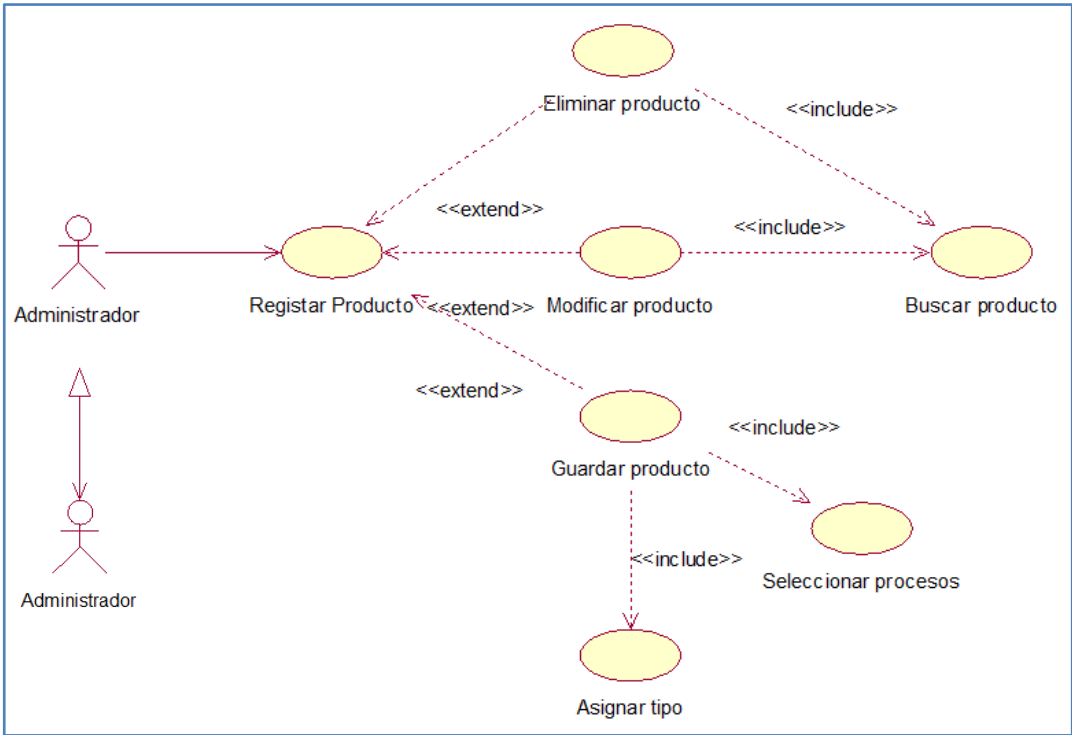 Eliminar producto
<<include>>
<<extend>>
<<include>>
Administrador
Registar Producto
<<extend>>
Modificar producto
Buscar producto
<<extend>>
<<include>>
Guardar producto
<<include>>
Seleccionar procesos
Administrador
Asignar tipo